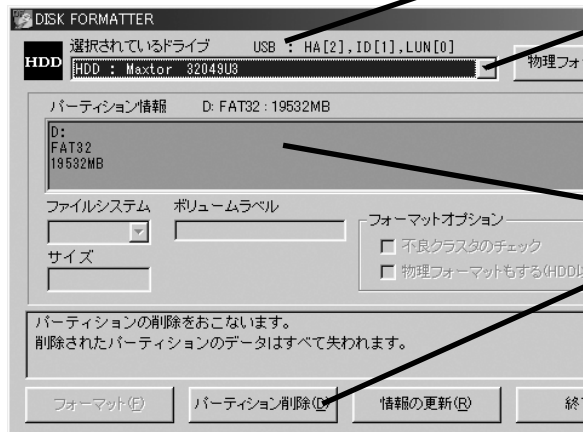 DISK FORMATTER
選択されているドライブ USB : HA[2],ID[1],LUN[0]
HDD
HDD : Maxtor 32049U3
物理フォ
パーティション情報 D: FAT32 : 19532MB
D:
FAT32
19532MB
ファイルシステム ボリュームラベル
フォーマットオプション
不良クラスタのチェック
サイズ
物理フォーマットもする(HDD以
パーティションの削除をおこないます。
削除されたパーティションのデータはすべて失われます。
フォーマット(F) パーティション削除(D) 情報の更新(R) 終